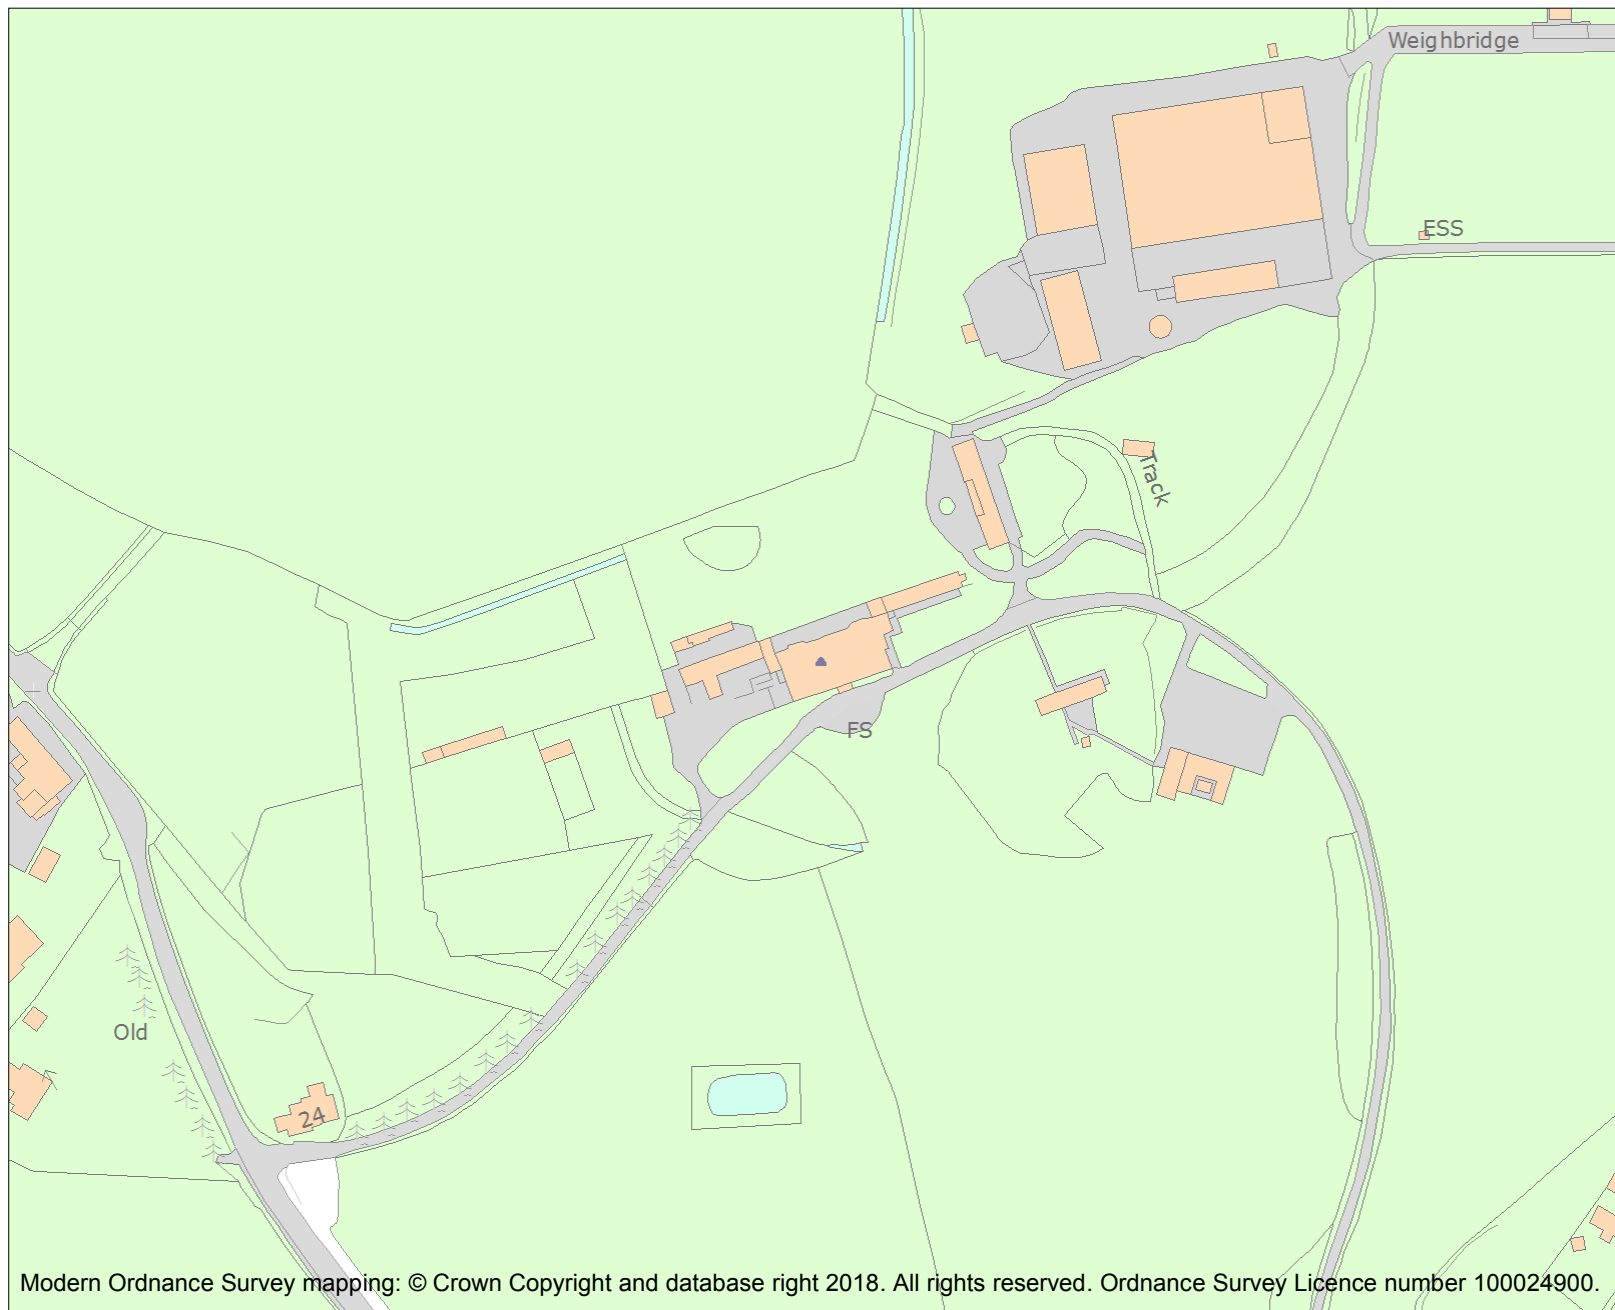 Weighbridge
ESS
Track
FS
Old
24
Modern Ordnance Survey mapping: © Crown Copyright and database right 2018. All rights reserved. Ordnance Survey Licence number 100024900.